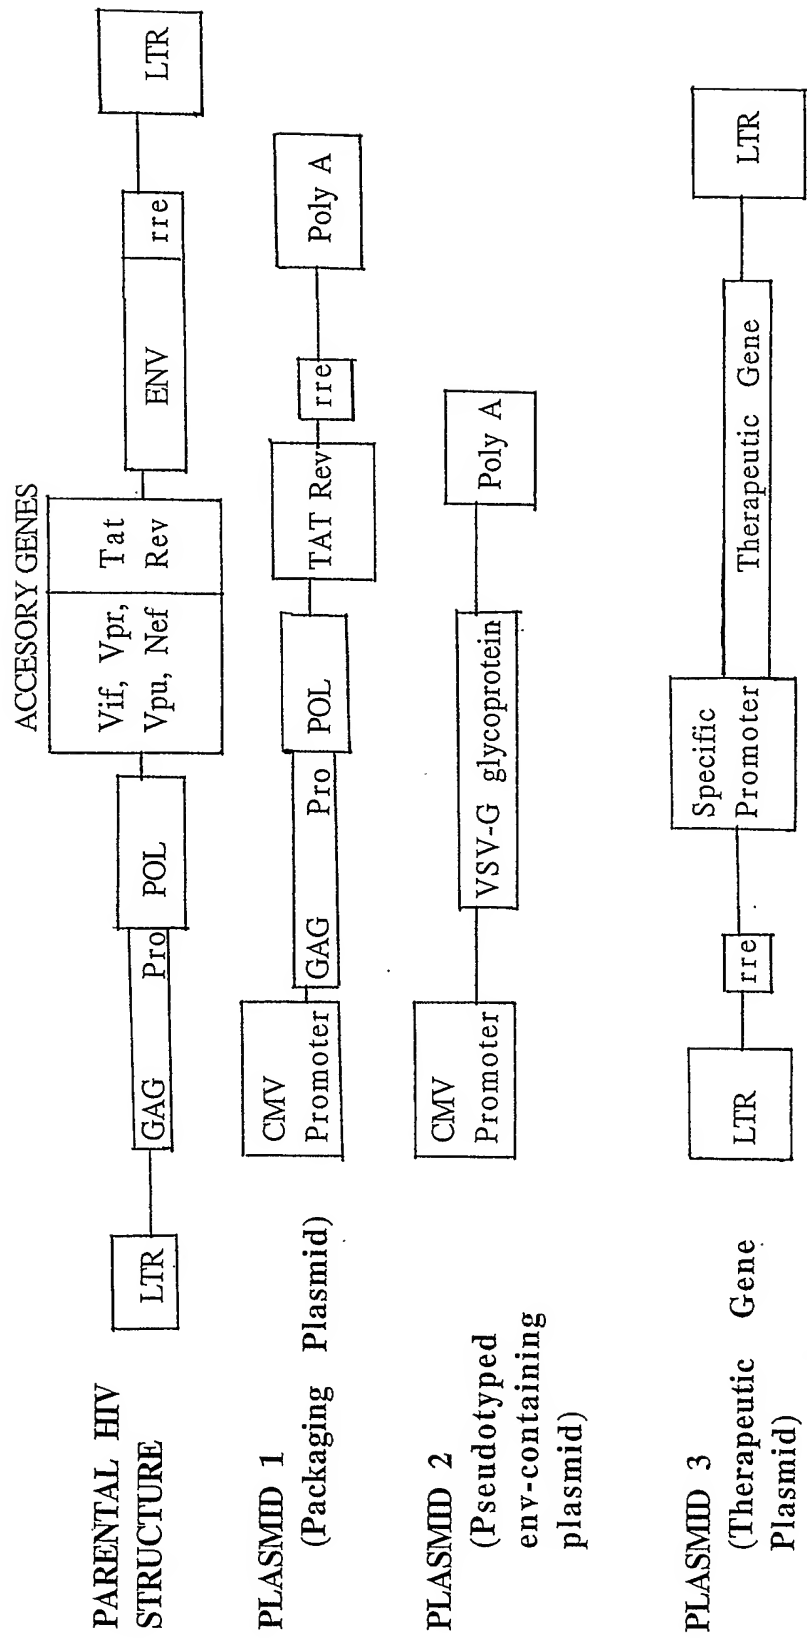 PARENTAL HIV
STRUCTURE
LTR
GAG Pro
POL
ACCESORY GENES
Vif, Vpr,
Vpu, Nef
Tat
Rev
ENV
rre
LTR
PLASMID 1
(Packaging Plasmid)
CMV
Promoter
GAG Pro
POL
TAT Rev
rre
Poly A
PLASMID 2
(Pseudotyped
env-containing
plasmid)
CMV
Promoter
VSV-G glycoprotein
Poly A
PLASMID 3
(Therapeutic Gene
Plasmid)
LTR
rre
Specific
Promoter
Therapeutic Gene
LTR